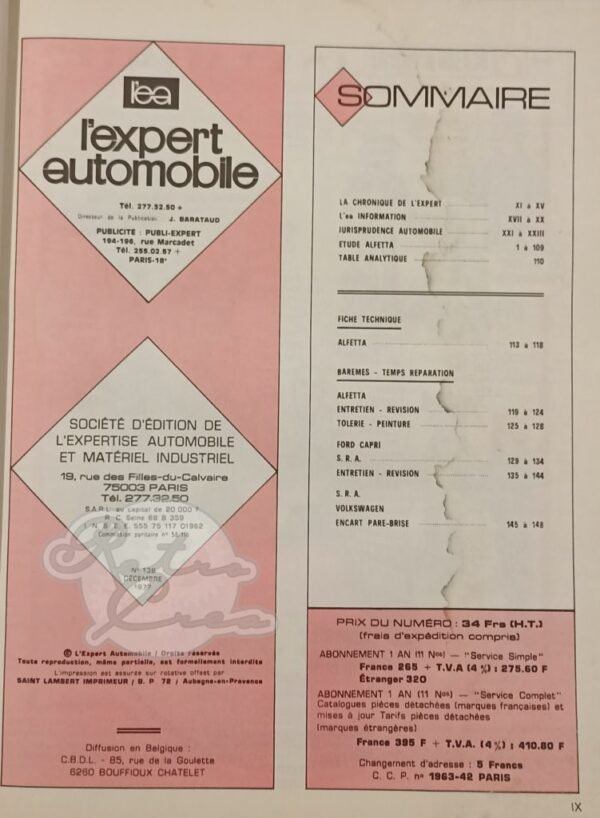 l'ea
l'expert
automobile
Tél. 277.32.50 +
Directeur de la Publication J. BARATAUD
PUBLICITE : PUBLI-EXPERT
194-196, rue Marcadet
Tél. 255.02.57 +
PARIS-18e
SOCIÉTÉ D'ÉDITION DE
L'EXPERTISE AUTOMOBILE
ET MATÉRIEL INDUSTRIEL
19, rue des Filles-du-Calvaire
75003 PARIS
Tél. 277.32.50
S.A.R.L. au capital de 20 000 F
R. C. Seine 68 B 359
I. N. S. E. E. 555 75 117 01962
Commission paritaire n°
N° 138
DÉCEMBRE
1977
Retro
Crea
© L'Expert Automobile / Droits réservés
Toute reproduction, même partielle, est formellement interdite
L'impression est assurée sur rotative offset par
SAINT LAMBERT IMPRIMEUR / B. P. 72 / Aubagne-en-Provence
Diffusion en Belgique :
C.B.D.L. - 85, rue de la Goulette
6260 BOUFFIOUX CHATELET
SOMMAIRE
LA CHRONIQUE DE L'EXPERT XI à XV
L'ea INFORMATION XVII à XX
JURISPRUDENCE AUTOMOBILE XXI à XXIII
ETUDE ALFETTA 1 à 109
TABLE ANALYTIQUE 110
FICHE TECHNIQUE
ALFETTA 113 à 118
BAREMES - TEMPS REPARATION
ALFETTA
ENTRETIEN - REVISION 119 à 124
TOLERIE - PEINTURE 125 à 128
FORD CAPRI
S. R. A. 129 à 134
ENTRETIEN - REVISION 135 à 144
S. R. A.
VOLKSWAGEN
ENCART PARE-BRISE 145 à 148
PRIX DU NUMÉRO : 34 Frs (H.T.)
(frais d'expédition compris)
ABONNEMENT 1 AN (11 Nos) — "Service Simple"
France 265 + T.V.A (4 %) : 275.60 F
Étranger 320
ABONNEMENT 1 AN (11 Nos) — "Service Complet"
Catalogues pièces détachées (marques françaises) et
mises à jour Tarifs pièces détachées
(marques étrangères)
France 395 F + T.V.A. (4 %) : 410.80 F
Changement d'adresse : 5 Francs
C. C. P. n° 1963-42 PARIS
IX